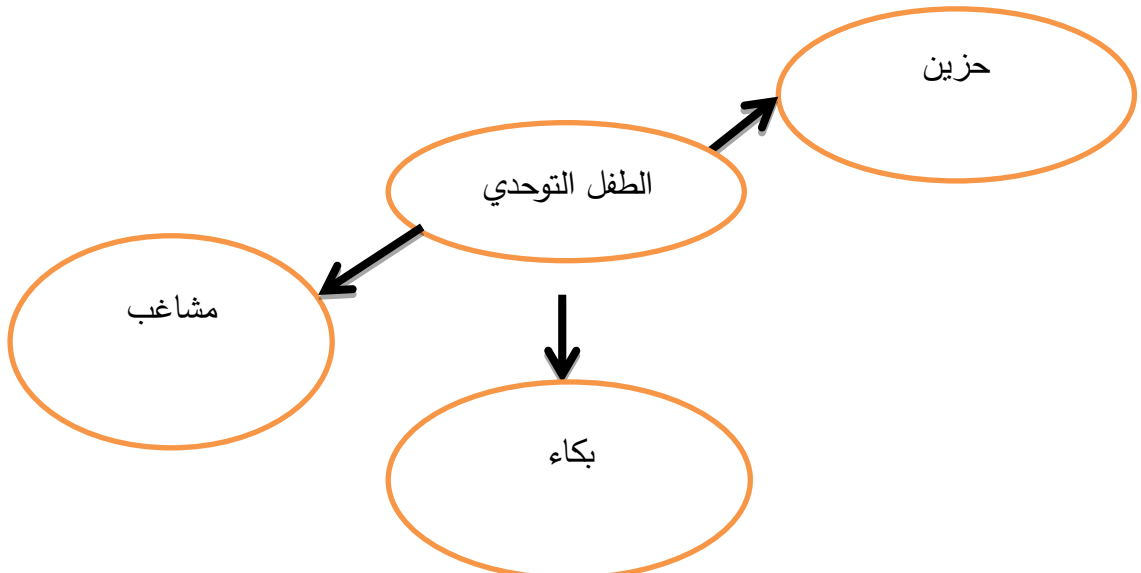 حزين
الطفل التوحدي
مشاغب
بكاء